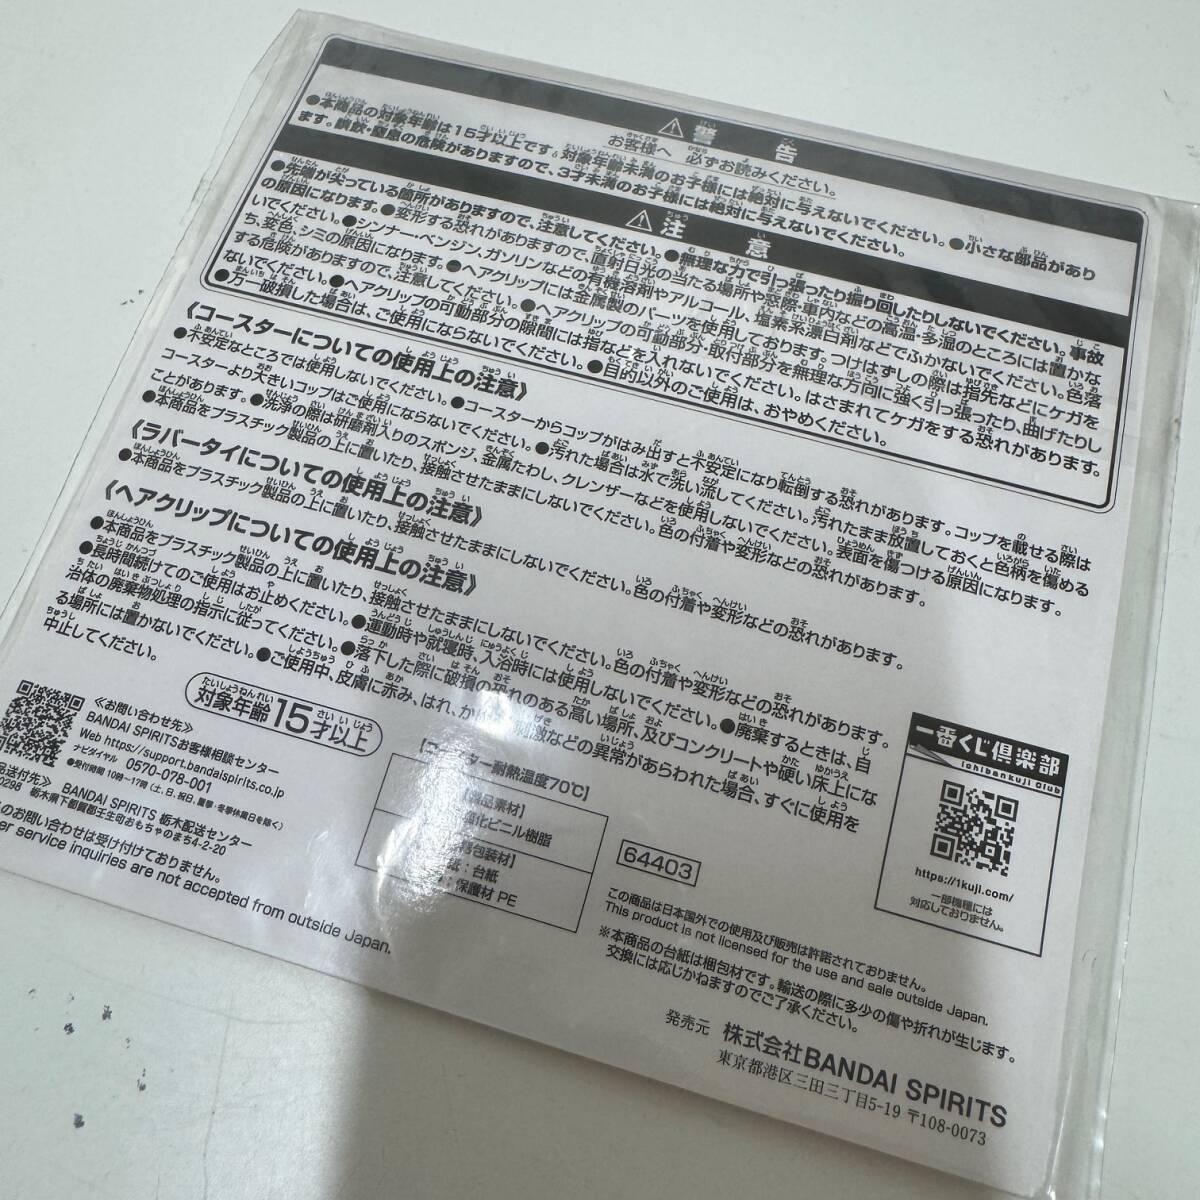 ⚠警告
お客様へ 必ずお読みください。
●本商品の対象年齢は15才以上です。対象年齢未満のお子様には絶対に与えないでください。●小さな部品があり
ます。誤飲・窒息の危険がありますので、3才未満のお子様には絶対に与えないでください。
⚠注意
●先端が尖っている箇所がありますので、注意してください。●無理な力で引っ張ったり振り回したりしないでください。事故
の原因になります。●変形する恐れがありますので、直射日光の当たる場所や窓際・車内などの高温・多湿のところには置かな
いでください。●シンナー・ベンジン、ガソリンなどの有機溶剤やアルコール、塩素系漂白剤などでふかないでください。色落
ち、変色、シミの原因になります。●ヘアクリップには金属製のパーツを使用しております。つけはずしの際は指先などにケガを
する危険がありますので、注意してください。●ヘアクリップの可動部分、取付部分を無理な方向に強く引っ張ったり、曲げたりし
ないでください。●ヘアクリップの可動部分の隙間には指などを入れないでください。はさまれてケガをする恐れがあります。
●万一破損した場合は、ご使用にならないでください。●目的以外のご使用は、おやめください。
《コースターについての使用上の注意》
●不安定なところでは使用しないでください。●コースターからコップがはみ出すと不安定になり転倒する恐れがあります。コップを載せる際は
コースターより大きいコップはご使用にならないでください。●汚れた場合は水で洗い流してください。汚れたまま放置しておくと色柄を傷める
ことがあります。●洗浄の際は研磨剤入りのスポンジ、金属たわし、クレンザーなどを使用しないでください。表面を傷つける原因になります。
●本商品をプラスチック製品の上に置いたり、接触させたままにしないでください。色の付着や変形などの恐れがあります。
《ラバータイについての使用上の注意》
●本商品をプラスチック製品の上に置いたり、接触させたままにしないでください。色の付着や変形などの恐れがあります。
《ヘアクリップについての使用上の注意》
●本商品をプラスチック製品の上に置いたり、接触させたままにしないでください。色の付着や変形などの恐れがあります。
●長時間続けてのご使用はお止めください。●運動時や就寝時、入浴時には使用しないでください。●廃棄するときは、自
治体の廃棄物処理の指示に従ってください。●落下した際に破損の恐れのある高い場所、及びコンクリートや硬い床上にな
る場所には置かないでください。●ご使用中、皮膚に赤み、はれ、か 刺激などの異常があらわれた場合、すぐに使用を
中止してください。
対象年齢15才以上
《お問い合わせ先》
BANDAI SPIRITSお客様相談センター
Web https://support.bandaispirits.co.jp
ナビダイヤル 0570-078-001
●受付時間 10時～17時（土、日、祝日、夏季・冬季休業日を除く）
送付先》
BANDAI SPIRITS 栃木配送センター
0298 栃木県下都賀郡壬生町おもちゃのまち4-2-20
のお問い合わせは受け付けておりません。
er service inquiries are not accepted from outside Japan.
ター耐熱温度70℃】
品素材】
化ビニル樹脂
包装材】
紙：台紙
：保護材 PE
64403
一番くじ倶楽部
Ichibankuji Club
https://1kuji.com/
一部機種には
対応しておりません。
この商品は日本国外での使用及び販売は許諾されておりません。
This product is not licensed for the use and sale outside Japan.
※本商品の台紙は梱包材です。輸送の際に多少の傷や折れが生じます。
交換には応じかねますのでご了承ください。
発売元 株式会社BANDAI SPIRITS
東京都港区三田三丁目5-19 〒108-0073